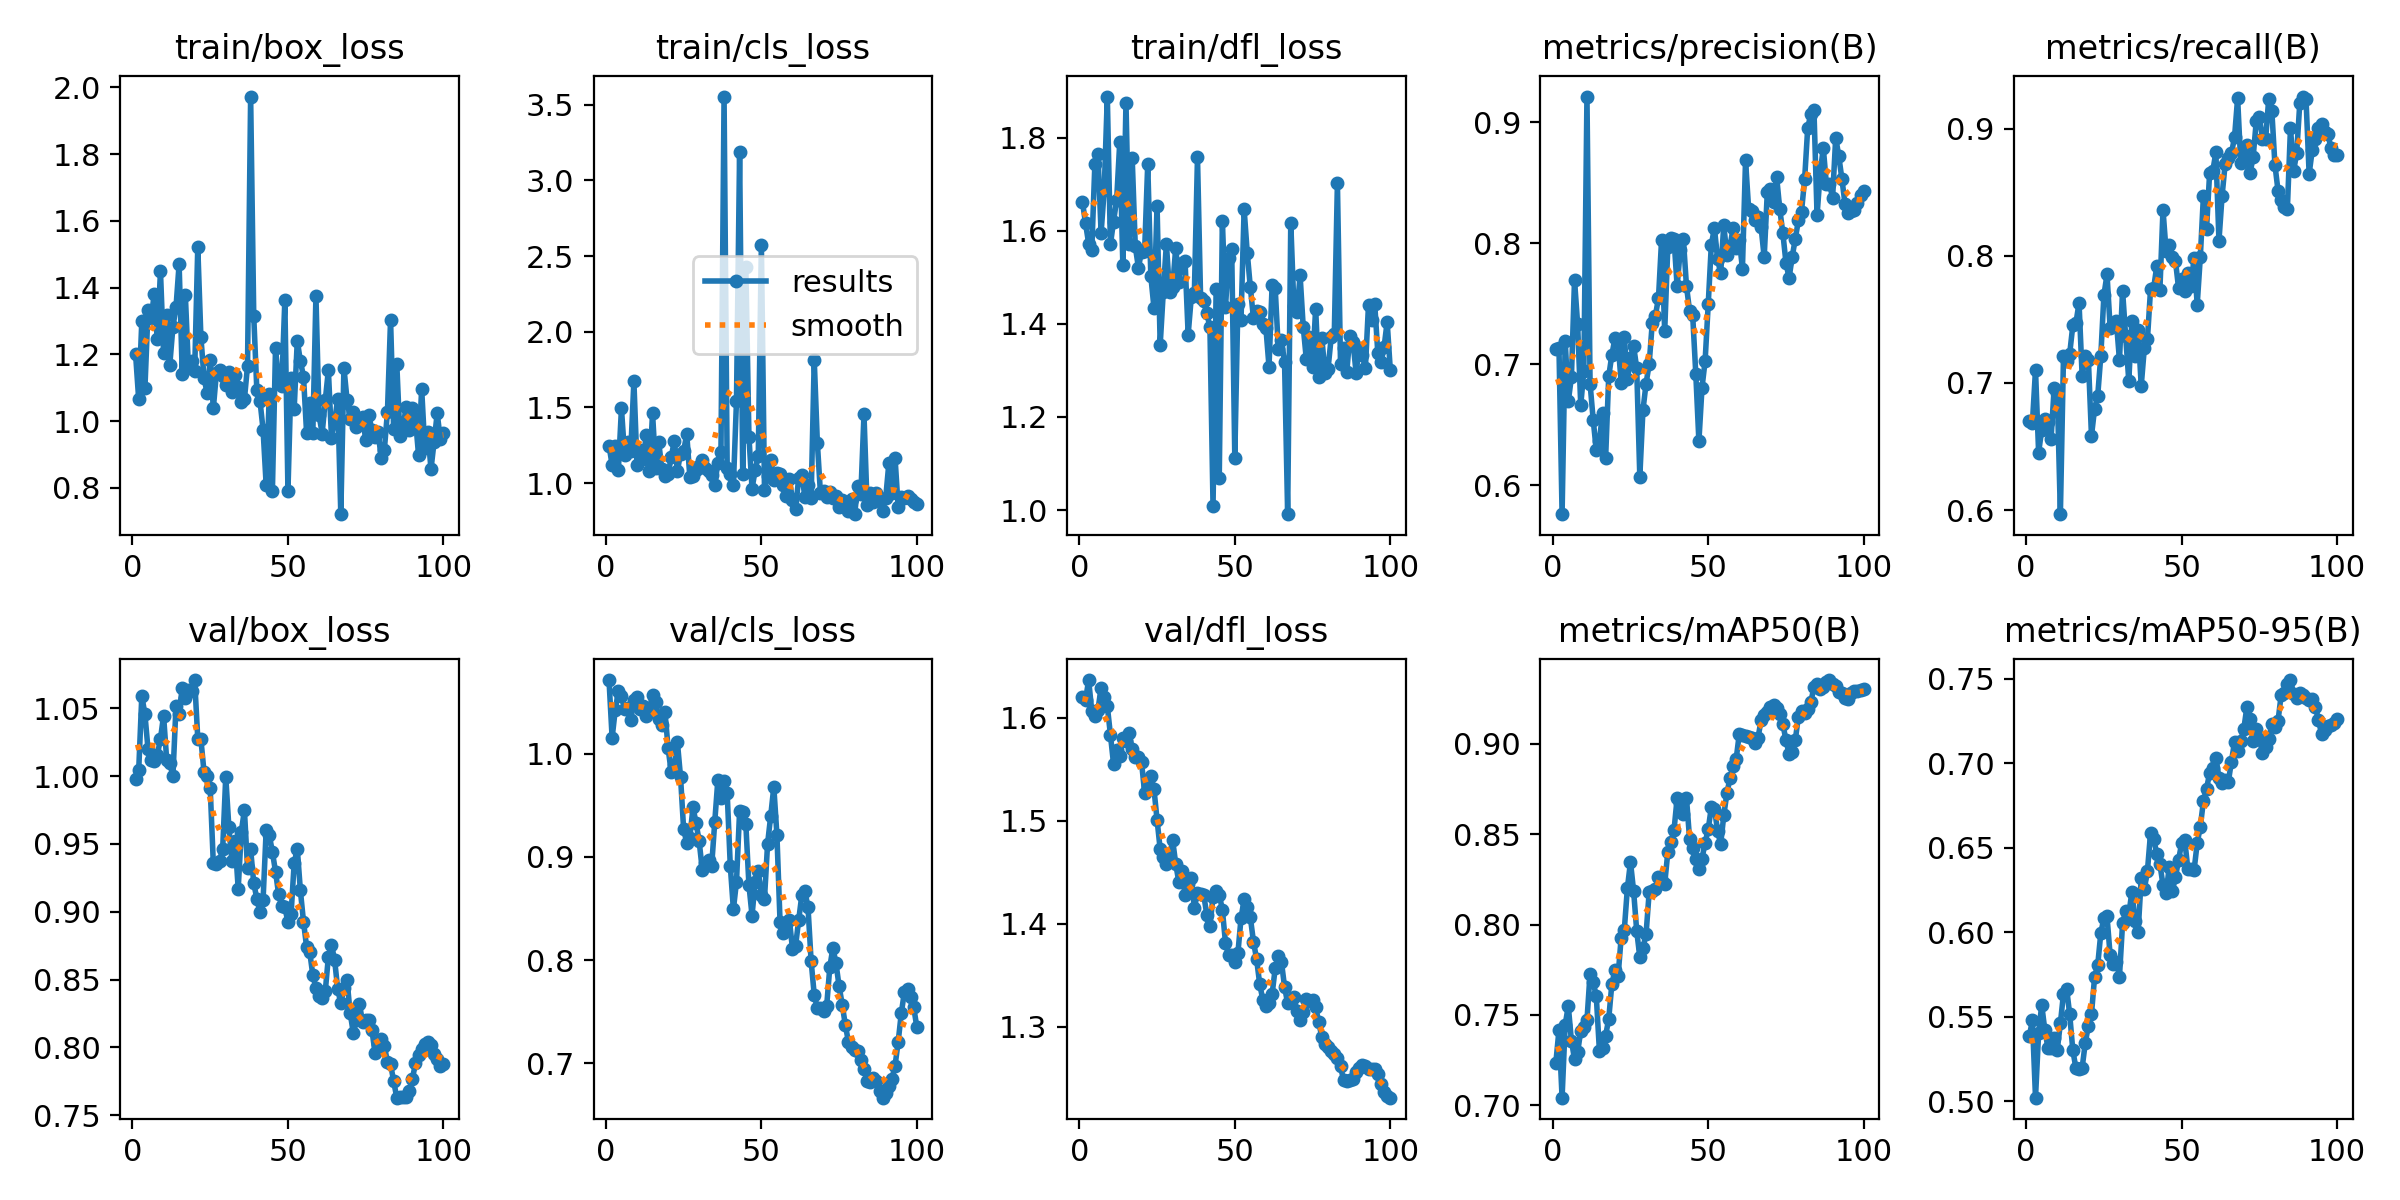 train/box_loss
2.0
1.8
1.6
1.4
1.2
1.0
0.8
0 50 100
train/cls_loss
3.5
3.0
2.5
2.0
1.5
1.0
results
smooth
0 50 100
train/dfl_loss
1.8
1.6
1.4
1.2
1.0
0 50 100
metrics/precision(B)
0.9
0.8
0.7
0.6
0 50 100
metrics/recall(B)
0.9
0.8
0.7
0.6
0 50 100
val/box_loss
1.05
1.00
0.95
0.90
0.85
0.80
0.75
0 50 100
val/cls_loss
1.0
0.9
0.8
0.7
0 50 100
val/dfl_loss
1.6
1.5
1.4
1.3
0 50 100
metrics/mAP50(B)
0.90
0.85
0.80
0.75
0.70
0 50 100
metrics/mAP50-95(B)
0.75
0.70
0.65
0.60
0.55
0.50
0 50 100